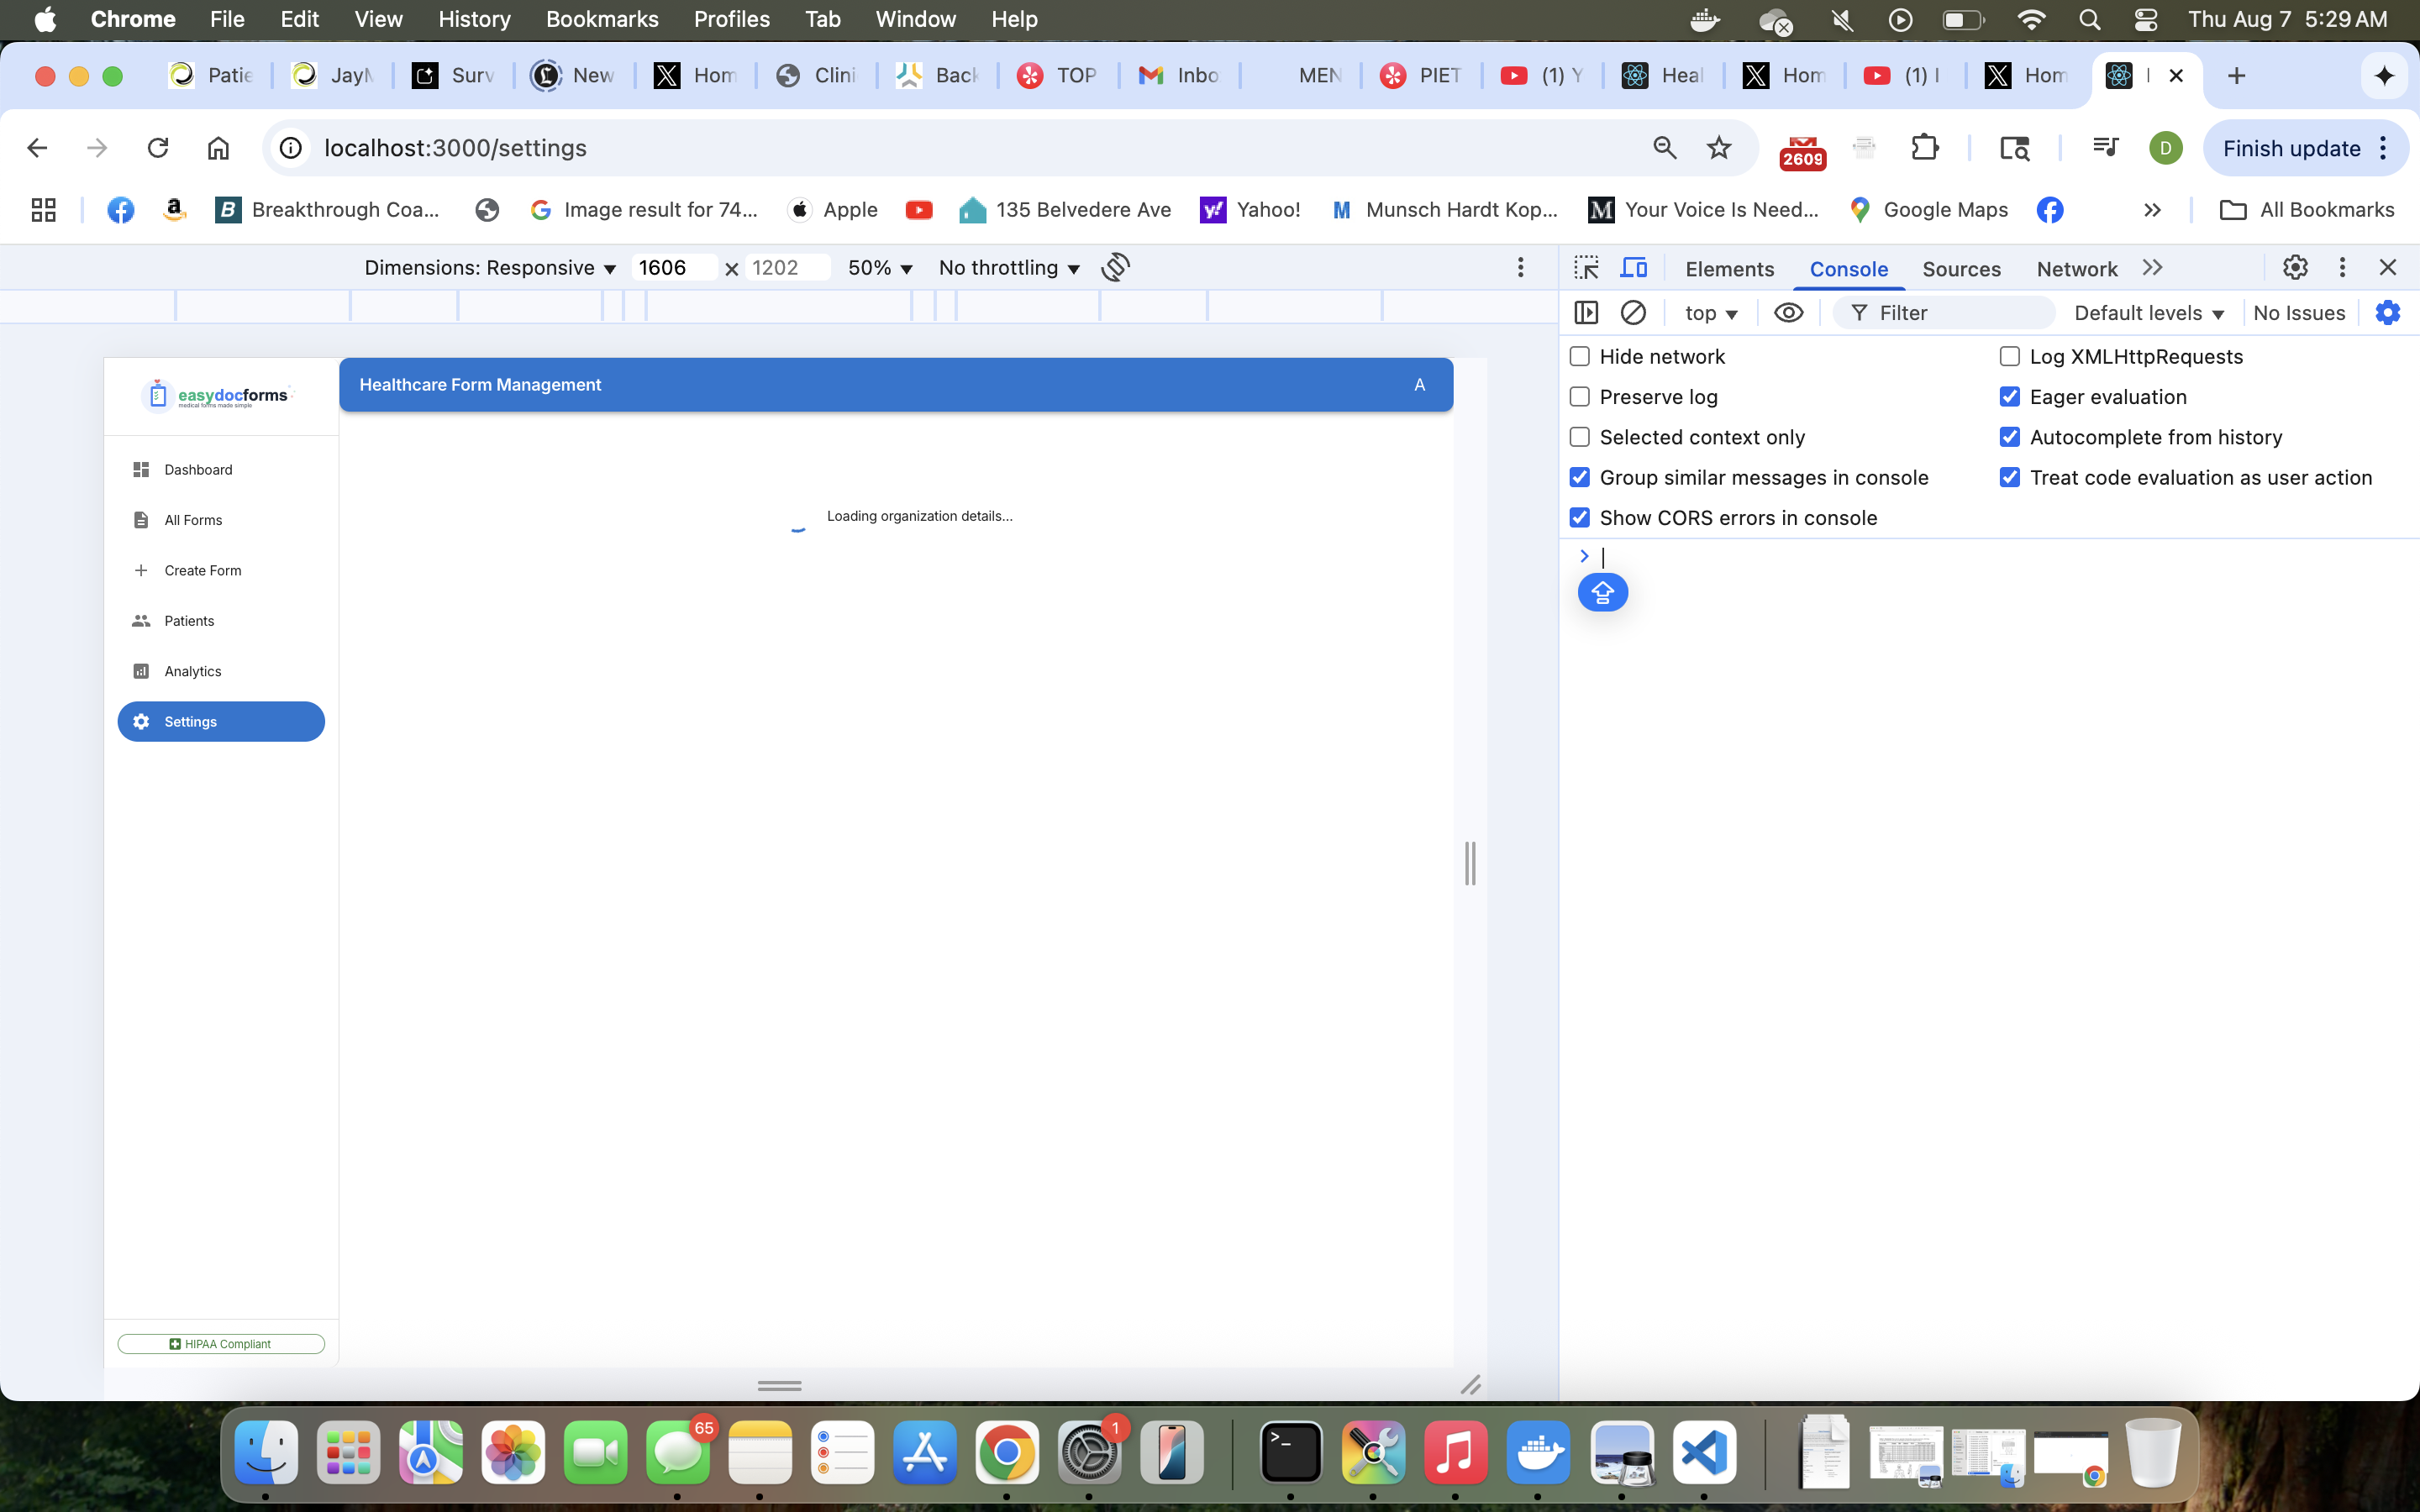 Chrome File Edit View History Bookmarks Profiles Tab Window Help Thu Aug 7 5:29 AM
Patie JayM Surv New Hom Clini Back TOP Inbo MEN PIET (1) Y Heal Hom (1) I Hom
localhost:3000/settings 2609 D Finish update
Breakthrough Coa... Image result for 74... Apple 135 Belvedere Ave Yahoo! Munsch Hardt Kop... Your Voice Is Need... Google Maps All Bookmarks
Dimensions: Responsive 1606 x 1202 50% No throttling
Elements Console Sources Network
top Filter Default levels No Issues
Hide network Log XMLHttpRequests
Preserve log Eager evaluation
Selected context only Autocomplete from history
Group similar messages in console Treat code evaluation as user action
Show CORS errors in console
easydocforms
medical forms made simple
Healthcare Form Management A
Dashboard
Loading organization details...
All Forms
Create Form
Patients
Analytics
Settings
HIPAA Compliant
65 1